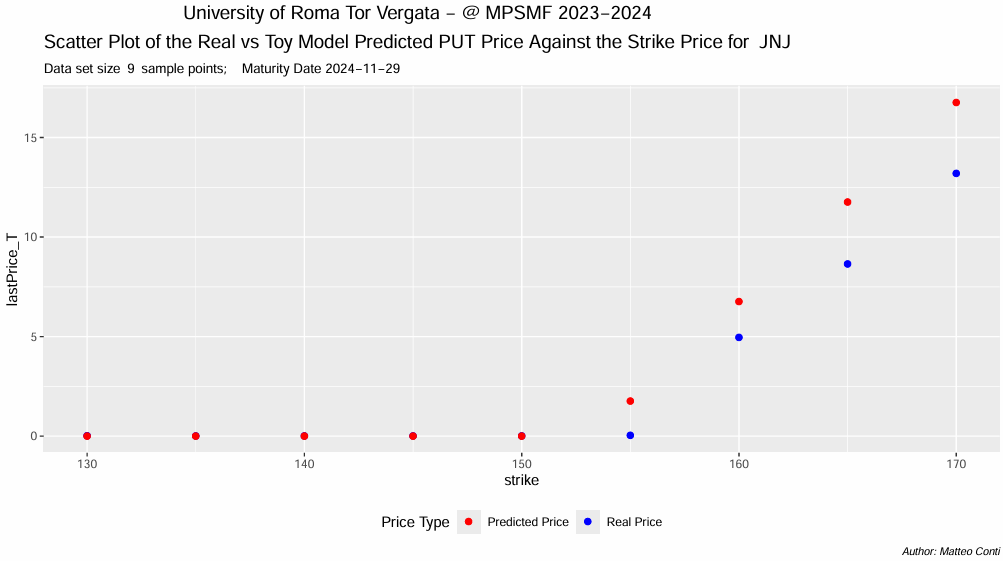 University of Roma Tor Vergata – @ MPSMF 2023–2024
Scatter Plot of the Real vs Toy Model Predicted PUT Price Against the Strike Price for  JNJ
Data set size  9  sample points;    Maturity Date 2024–11–29
lastPrice_T
15
10
5
0
130 140 150 160 170
strike
Price Type Predicted Price Real Price
Author: Matteo Conti